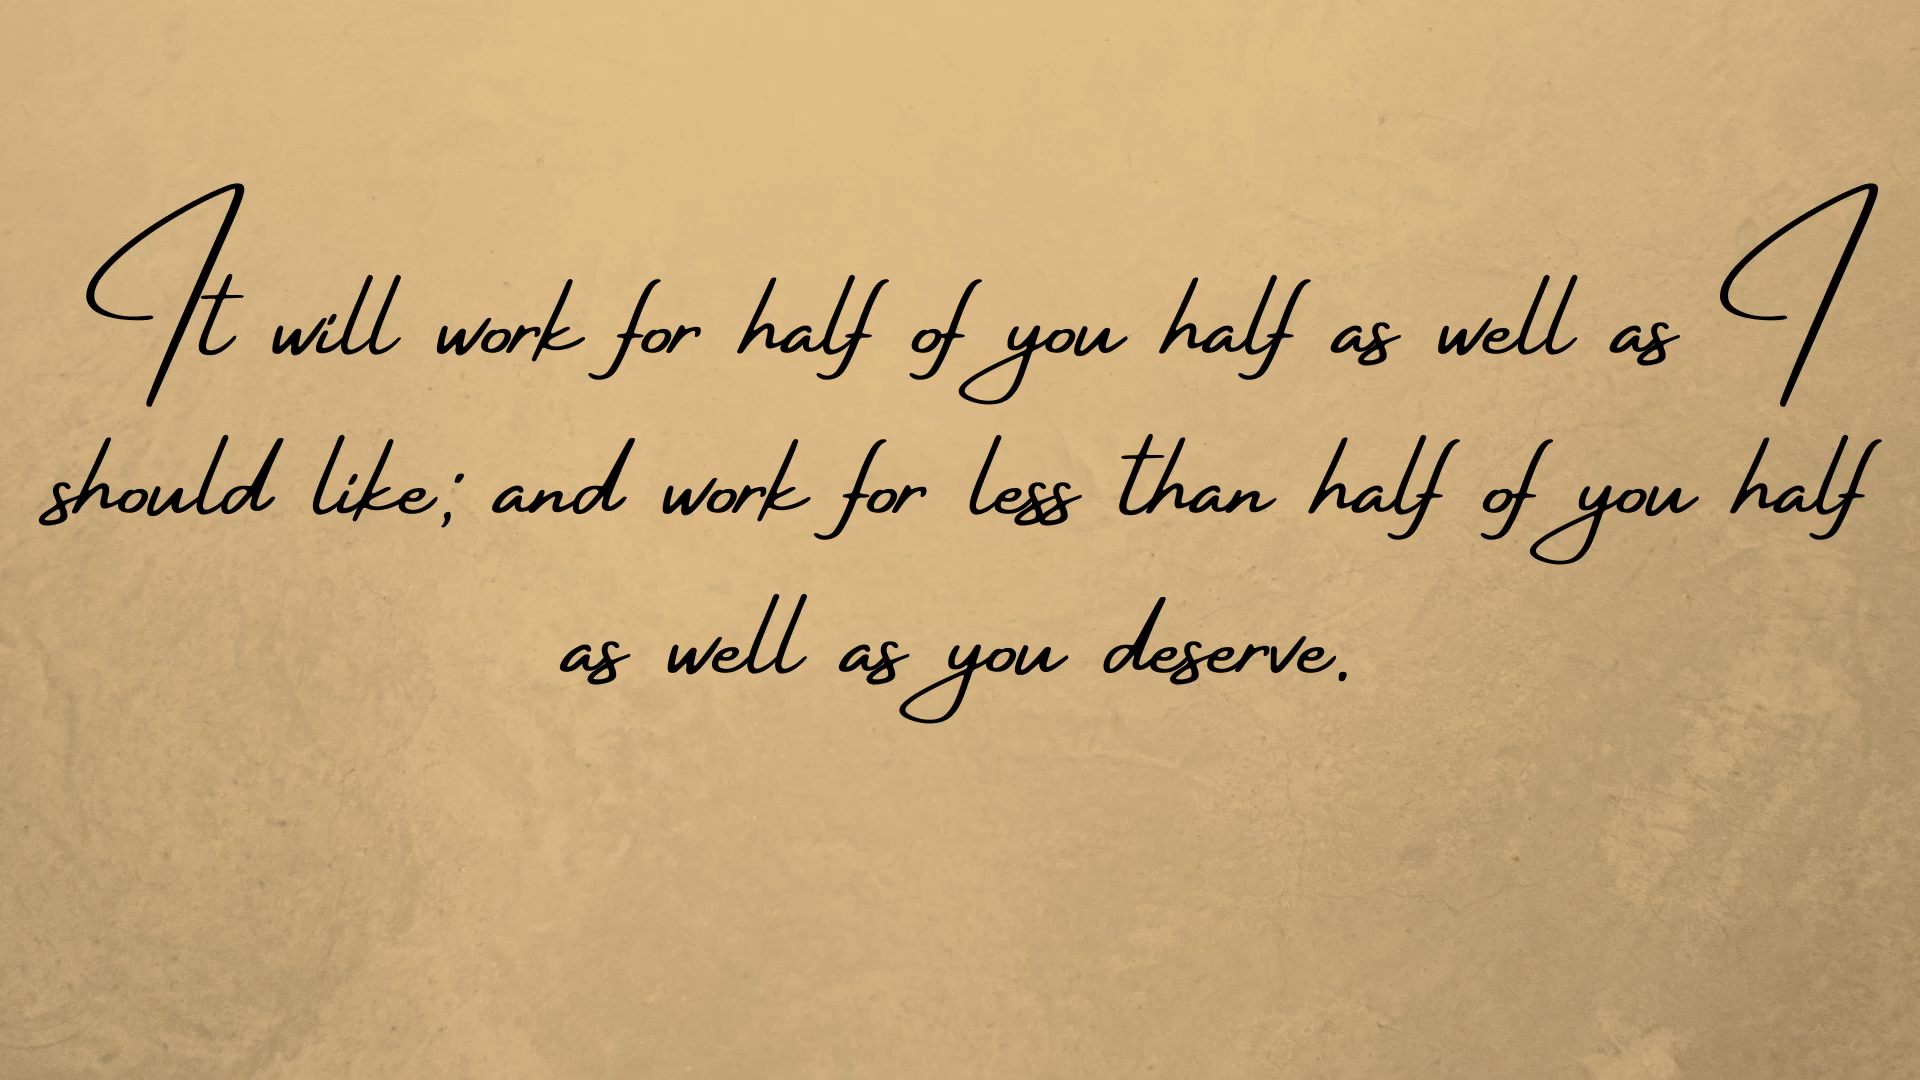 It will work for half of you half as well as I
should like; and work for less than half of you half
as well as you deserve.